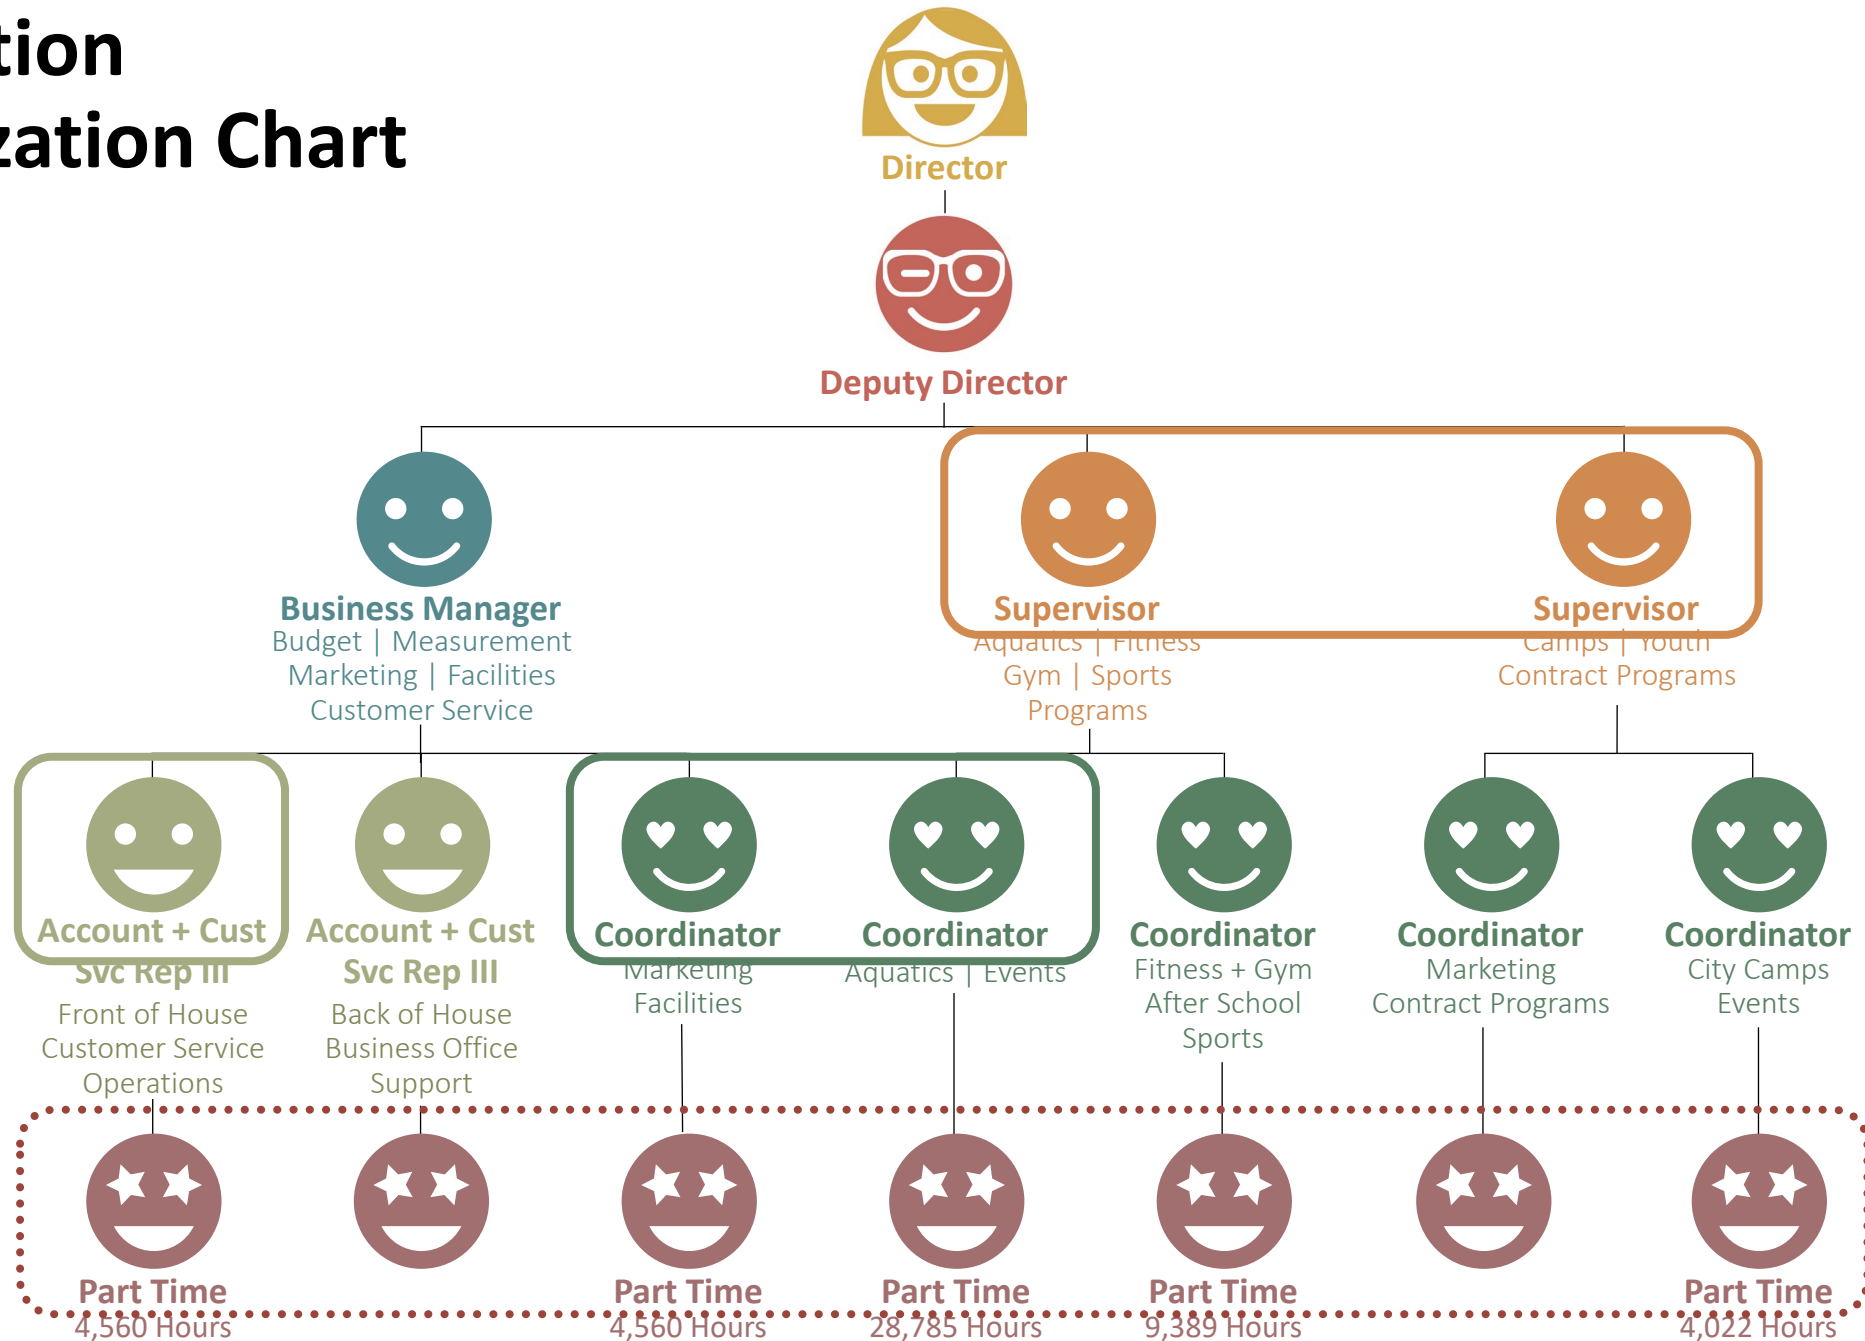 tion
zation Chart
Director
Deputy Director
Business Manager
Budget | Measurement
Marketing | Facilities
Customer Service
Supervisor
Aquatics | Fitness
Gym | Sports
Programs
Supervisor
Camps | Youth
Contract Programs
Account + Cust
Svc Rep III
Front of House
Customer Service
Operations
Account + Cust
Svc Rep III
Back of House
Business Office
Support
Coordinator
Marketing
Facilities
Coordinator
Aquatics | Events
Coordinator
Fitness + Gym
After School
Sports
Coordinator
Marketing
Contract Programs
Coordinator
City Camps
Events
Part Time
4,560 Hours
Part Time
4,560 Hours
Part Time
28,785 Hours
Part Time
9,389 Hours
Part Time
4,022 Hours